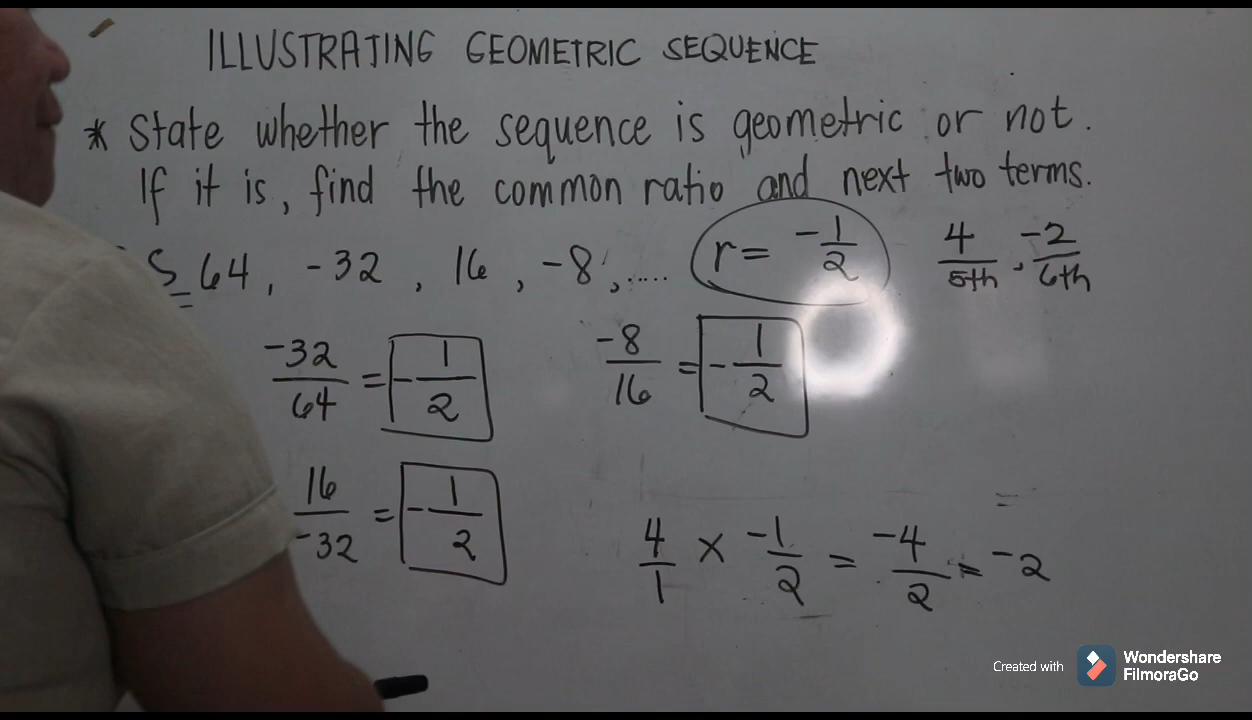 ILLUSTRATING GEOMETRIC SEQUENCE
* State whether the sequence is geometric or not.
If it is, find the common ratio and next two terms.
S 64, -32, 16, -8, ..... r = -1/2 4/5th, -2/6th
-32/64 = -1/2 -8/16 = -1/2
16/-32 = -1/2
4/1 × -1/2 = -4/2 = -2
Created with Wondershare FilmoraGo